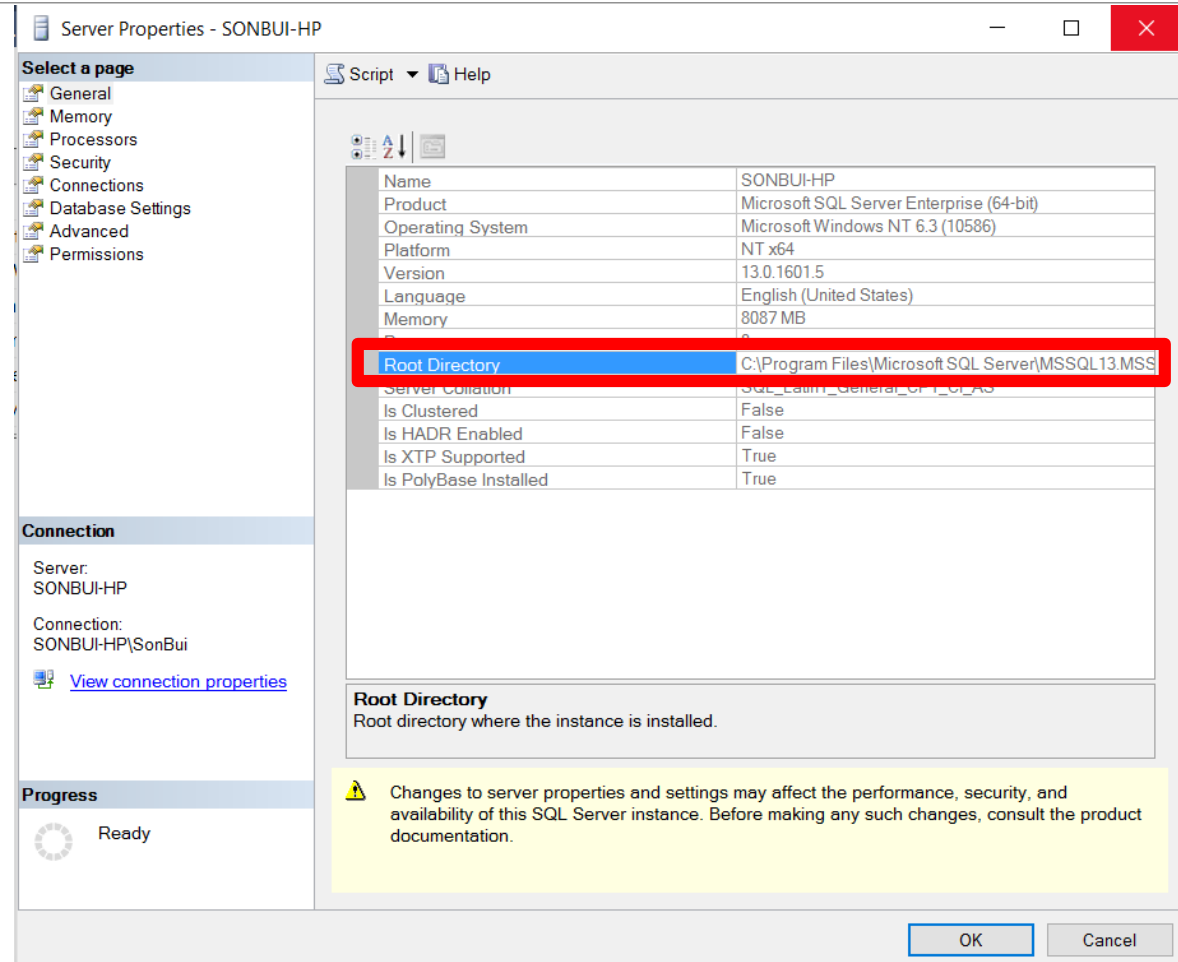 Server Properties - SONBUI-HP
Select a page
General
Memory
Processors
Security
Connections
Database Settings
Advanced
Permissions
Connection
Server:
SONBUI-HP
Connection:
SONBUI-HP\SonBui
View connection properties
Progress
Ready
Script Help
Name SONBUI-HP
Product Microsoft SQL Server Enterprise (64-bit)
Operating System Microsoft Windows NT 6.3 (10586)
Platform NT x64
Version 13.0.1601.5
Language English (United States)
Memory 8087 MB
Root Directory C:\Program Files\Microsoft SQL Server\MSSQL13.MSS
Server Collation SQL_Latin1_General_CP1_CI_AS
Is Clustered False
Is HADR Enabled False
Is XTP Supported True
Is PolyBase Installed True
Root Directory
Root directory where the instance is installed.
Changes to server properties and settings may affect the performance, security, and
availability of this SQL Server instance. Before making any such changes, consult the product
documentation.
OK Cancel